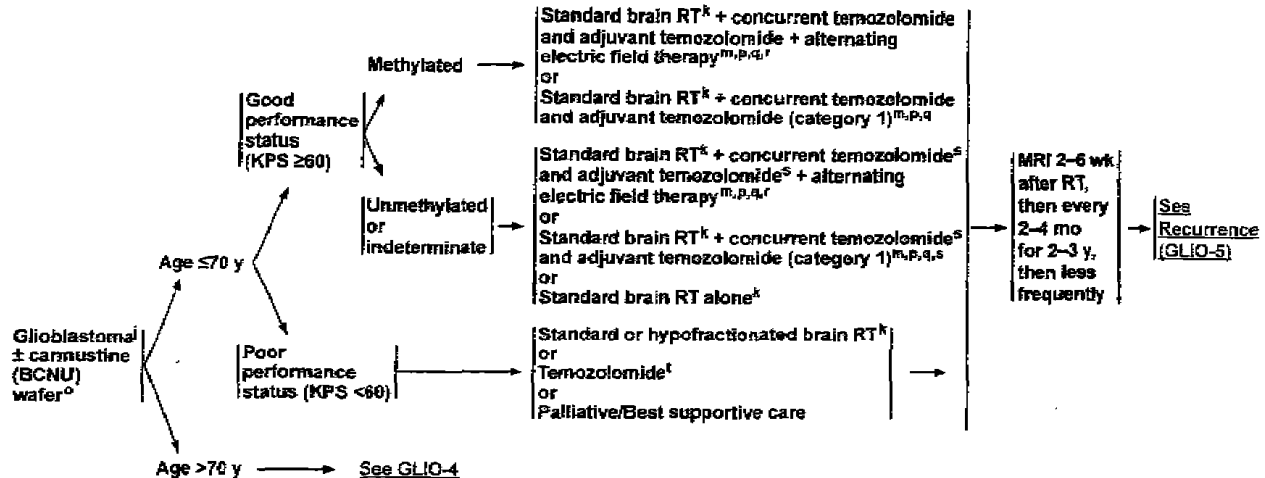 Glioblastomaʲ
± carmustine
(BCNU)
waferᵒ
Age ≤70 y
Good
performance
status
(KPS ≥60)
Methylated
Standard brain RTᵏ + concurrent temozolomide
and adjuvant temozolomide + alternating
electric field therapyᵐ,ᵖ,q,ʳ
or
Standard brain RTᵏ + concurrent temozolomide
and adjuvant temozolomide (category 1)ᵐ,ᵖ,q
Unmethylated
or
indeterminate
Standard brain RTᵏ + concurrent temozolomideˢ
and adjuvant temozolomideˢ + alternating
electric field therapyᵐ,ᵖ,q,ʳ
or
Standard brain RTᵏ + concurrent temozolomideˢ
and adjuvant temozolomide (category 1)ᵐ,ᵖ,q,ˢ
or
Standard brain RT aloneᵏ
Poor
performance
status (KPS <60)
Standard or hypofractionated brain RTᵏ
or
Temozolomideᵗ
or
Palliative/Best supportive care
MRI 2–6 wk
after RT,
then every
2–4 mo
for 2–3 y,
then less
frequently
See
Recurrence
(GLIO-5)
Age >70 y
See GLIO-4